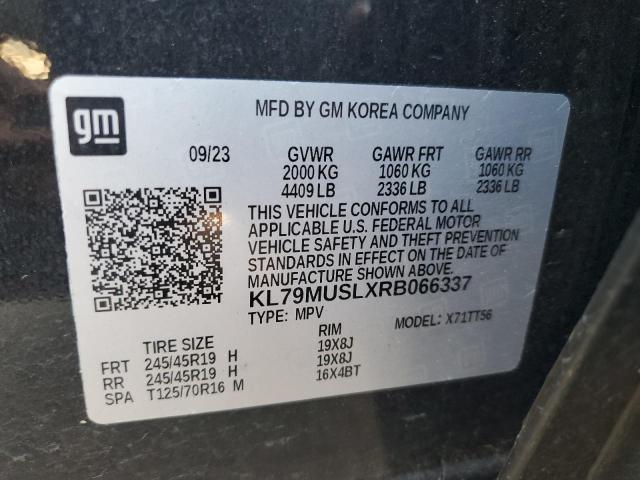 gm
MFD BY GM KOREA COMPANY
09/23 GVWR GAWR FRT GAWR RR
2000 KG 1060 KG 1060 KG
4409 LB 2336 LB 2336 LB
THIS VEHICLE CONFORMS TO ALL
APPLICABLE U.S. FEDERAL MOTOR
VEHICLE SAFETY AND THEFT PREVENTION
STANDARDS IN EFFECT ON THE DATE OF
MANUFACTURE SHOWN ABOVE.
KL79MUSLXRB066337
TYPE: MPV MODEL: X71TT56
TIRE SIZE RIM
FRT 245/45R19 H 19X8J
RR 245/45R19 H 19X8J
SPA T125/70R16 M 16X4BT